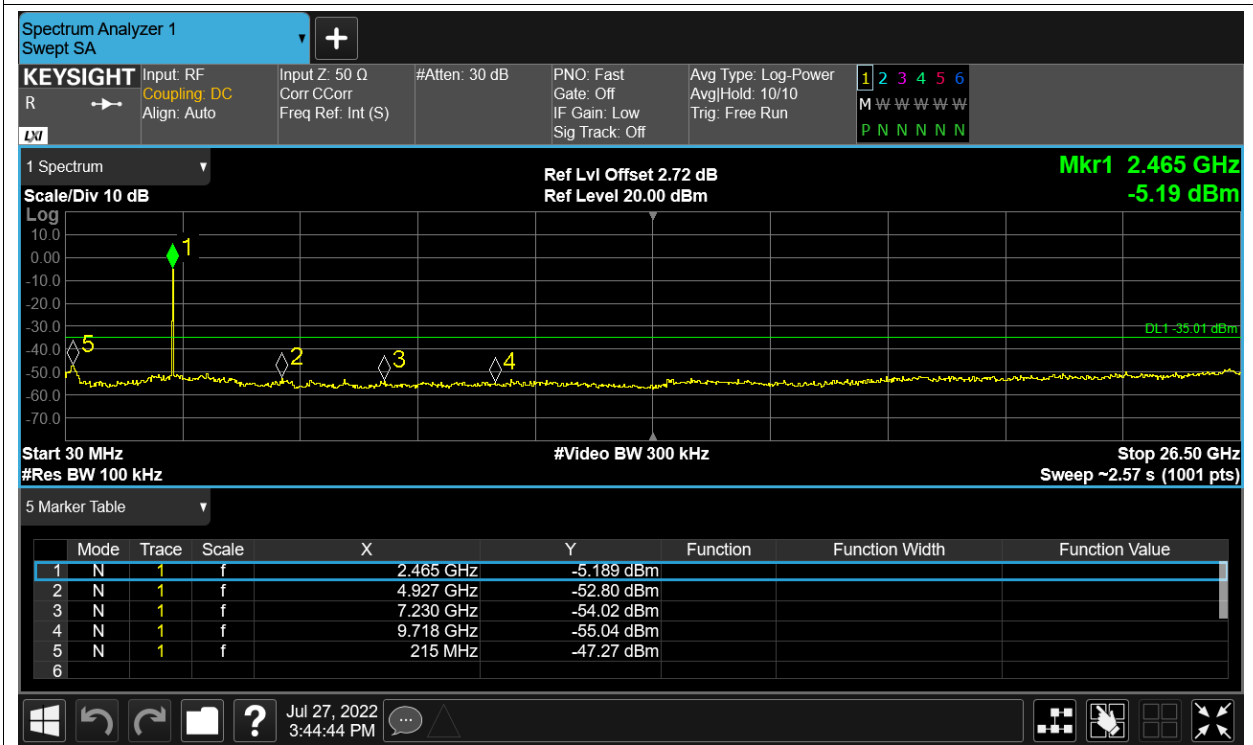 Spectrum Analyzer 1
Swept SA
KEYSIGHT
R
LXI
Input: RF
Coupling: DC
Align: Auto
Input Z: 50 Ω
Corr CCorr
Freq Ref: Int (S)
#Atten: 30 dB
PNO: Fast
Gate: Off
IF Gain: Low
Sig Track: Off
Avg Type: Log-Power
Avg|Hold: 10/10
Trig: Free Run
1 2 3 4 5 6
M W W W W W
P N N N N N
1 Spectrum
Scale/Div 10 dB
Ref Lvl Offset 2.72 dB
Ref Level 20.00 dBm
Mkr1 2.465 GHz
-5.19 dBm
Log
10.0
0.00
-10.0
-20.0
-30.0
-40.0
-50.0
-60.0
-70.0
1
DL1 -35.01 dBm
5
2
3
4
Start 30 MHz
#Video BW 300 kHz
Stop 26.50 GHz
#Res BW 100 kHz
Sweep ~2.57 s (1001 pts)
5 Marker Table
Mode Trace Scale X Y Function Function Width Function Value
1 N 1 f 2.465 GHz -5.189 dBm
2 N 1 f 4.927 GHz -52.80 dBm
3 N 1 f 7.230 GHz -54.02 dBm
4 N 1 f 9.718 GHz -55.04 dBm
5 N 1 f 215 MHz -47.27 dBm
6
?
Jul 27, 2022
3:44:44 PM